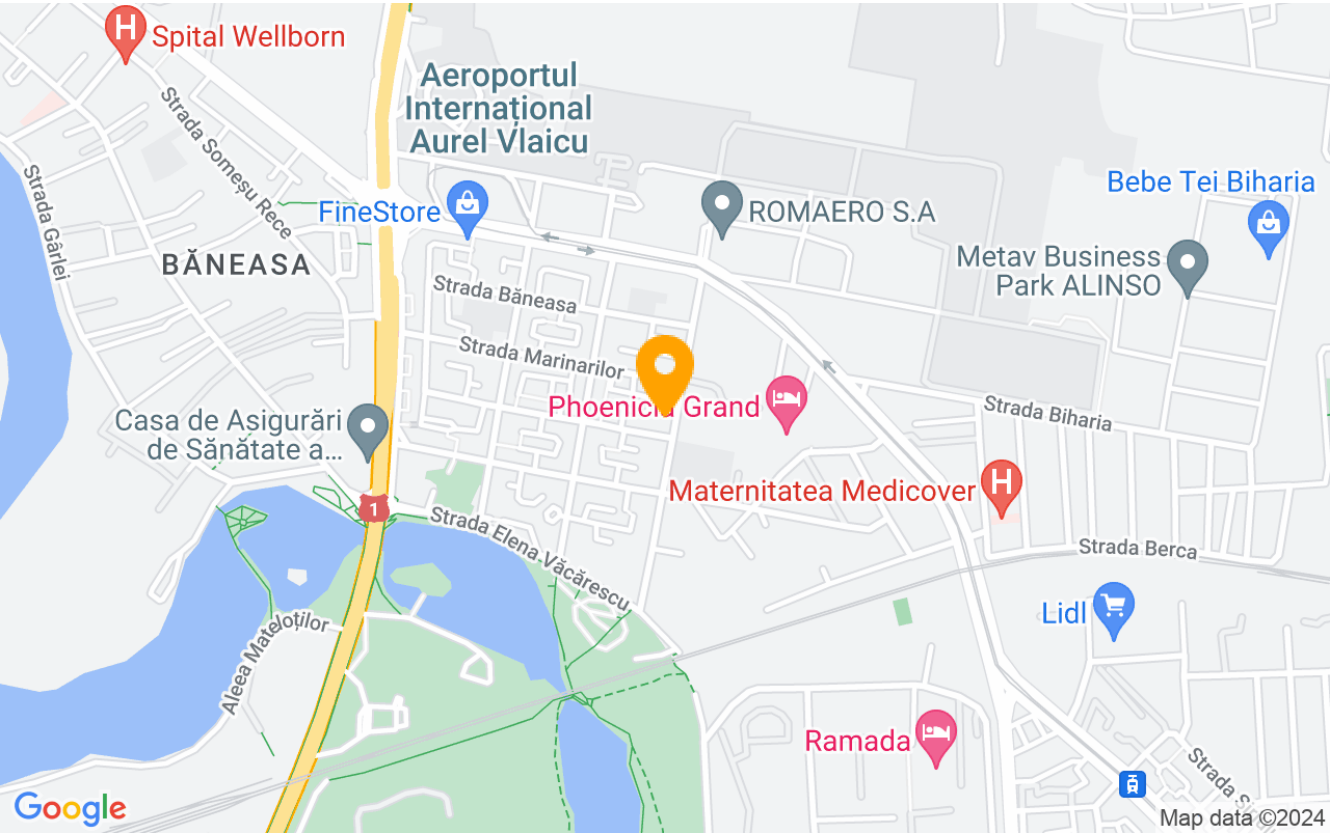 H
Spital Wellborn
Aeroportul
Internațional
Aurel Vlaicu
Strada Someșu Rece
Strada Gârlei
Bebe Tei Biharia
FineStore
ROMAERO S.A
BĂNEASA
Metav Business
Park ALINSO
Strada Băneasa
Strada Marinarilor
Phoenicia Grand
Strada Biharia
Casa de Asigurări
de Sănătate a...
H
Maternitatea Medicover
1
Strada Elena Văcărescu
Strada Berca
Lidl
Aleea Mateloților
Ramada
Strada
Google
Map data ©2024